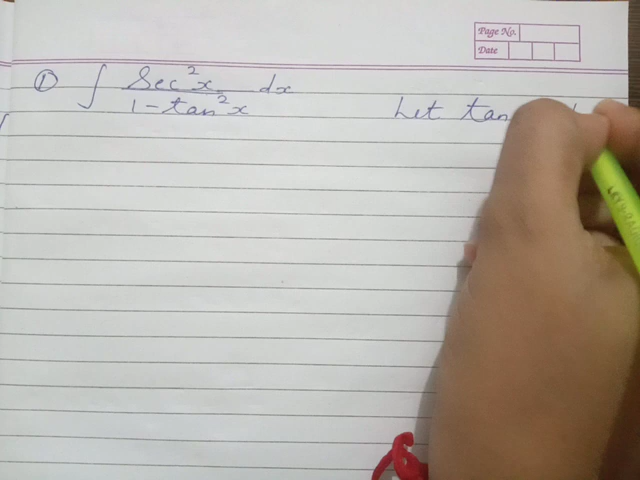 Page No.
Date
① ∫ Sec²x / 1 - tan²x dx
Let tan